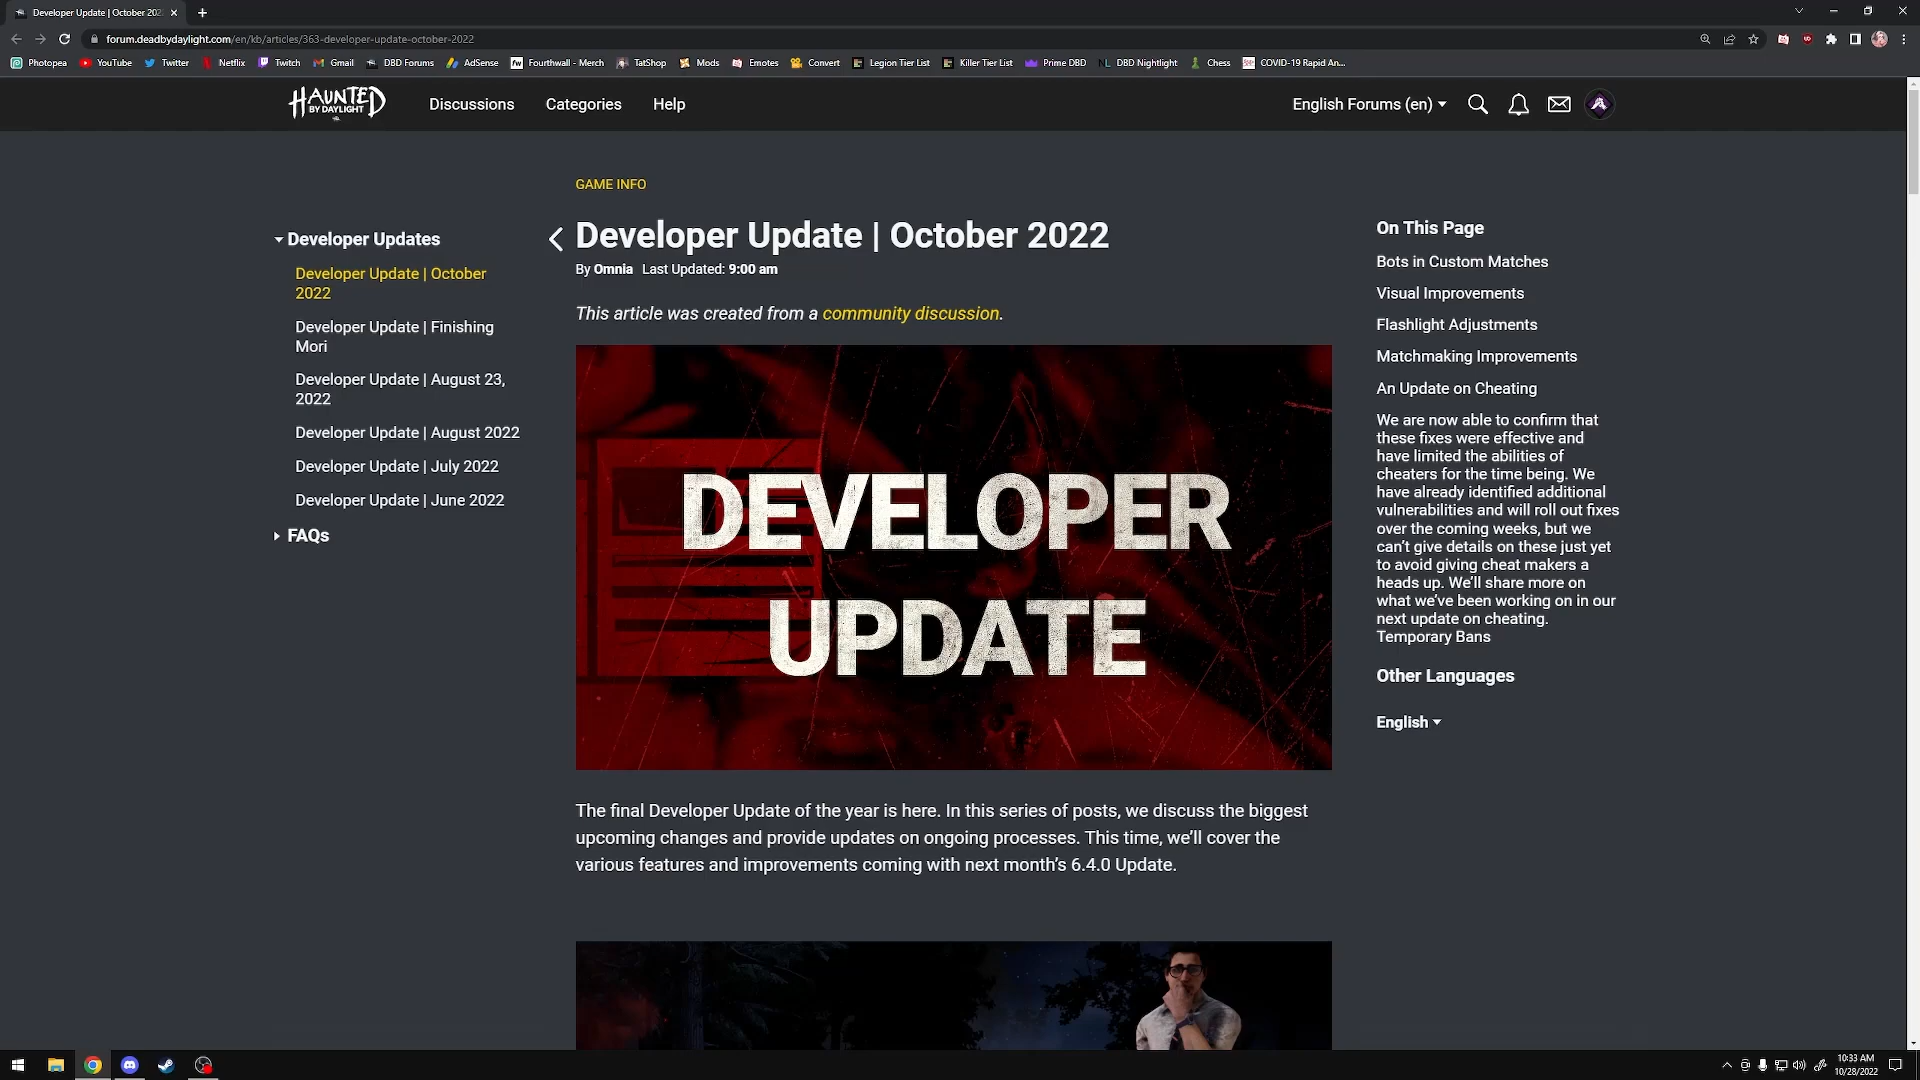 Developer Update | October 202
forum.deadbydaylight.com/en/kb/articles/363-developer-update-october-2022
Photopea YouTube Twitter Netflix Twitch Gmail DBD Forums AdSense Fourthwall - Merch TatShop Mods Emotes Convert Legion Tier List Killer Tier List Prime DBD DBD Nightlight Chess COVID-19 Rapid An...
HAUNTED
BY DAYLIGHT
Discussions Categories Help English Forums (en)
GAME INFO
Developer Updates
Developer Update | October
2022
Developer Update | Finishing
Mori
Developer Update | August 23,
2022
Developer Update | August 2022
Developer Update | July 2022
Developer Update | June 2022
FAQs
Developer Update | October 2022
By Omnia Last Updated: 9:00 am
This article was created from a community discussion.
DEVELOPER
UPDATE
The final Developer Update of the year is here. In this series of posts, we discuss the biggest
upcoming changes and provide updates on ongoing processes. This time, we'll cover the
various features and improvements coming with next month's 6.4.0 Update.
On This Page
Bots in Custom Matches
Visual Improvements
Flashlight Adjustments
Matchmaking Improvements
An Update on Cheating
We are now able to confirm that
these fixes were effective and
have limited the abilities of
cheaters for the time being. We
have already identified additional
vulnerabilities and will roll out fixes
over the coming weeks, but we
can't give details on these just yet
to avoid giving cheat makers a
heads up. We'll share more on
what we've been working on in our
next update on cheating.
Temporary Bans
Other Languages
English
10:33 AM
10/28/2022